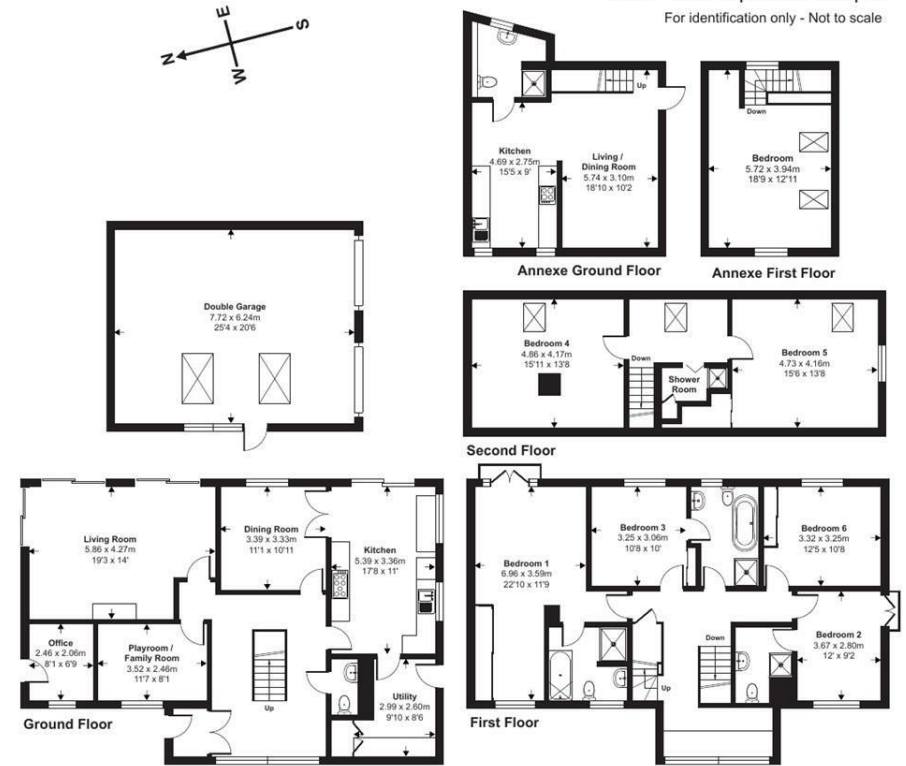 For identification only - Not to scale
E
S
N
W
Up
Kitchen
4.69 x 2.75m
15'5 x 9'
Living /
Dining Room
5.74 x 3.10m
18'10 x 10'2
Annexe Ground Floor
Down
Bedroom
5.72 x 3.94m
18'9 x 12'11
Annexe First Floor
Double Garage
7.72 x 6.24m
25'4 x 20'6
Bedroom 4
4.86 x 4.17m
15'11 x 13'8
Down
Shower
Room
Bedroom 5
4.73 x 4.16m
15'6 x 13'8
Second Floor
Living Room
5.86 x 4.27m
19'3 x 14'
Dining Room
3.39 x 3.33m
11'1 x 10'11
Kitchen
5.39 x 3.36m
17'8 x 11'
Office
2.46 x 2.06m
8'1 x 6'9
Playroom /
Family Room
3.52 x 2.46m
11'7 x 8'1
Up
Utility
2.99 x 2.60m
9'10 x 8'6
Ground Floor
Bedroom 1
6.96 x 3.59m
22'10 x 11'9
Bedroom 3
3.25 x 3.06m
10'8 x 10'
Bedroom 6
3.32 x 3.25m
12'5 x 10'8
Bedroom 2
3.67 x 2.80m
12' x 9'2
Down
Up
First Floor